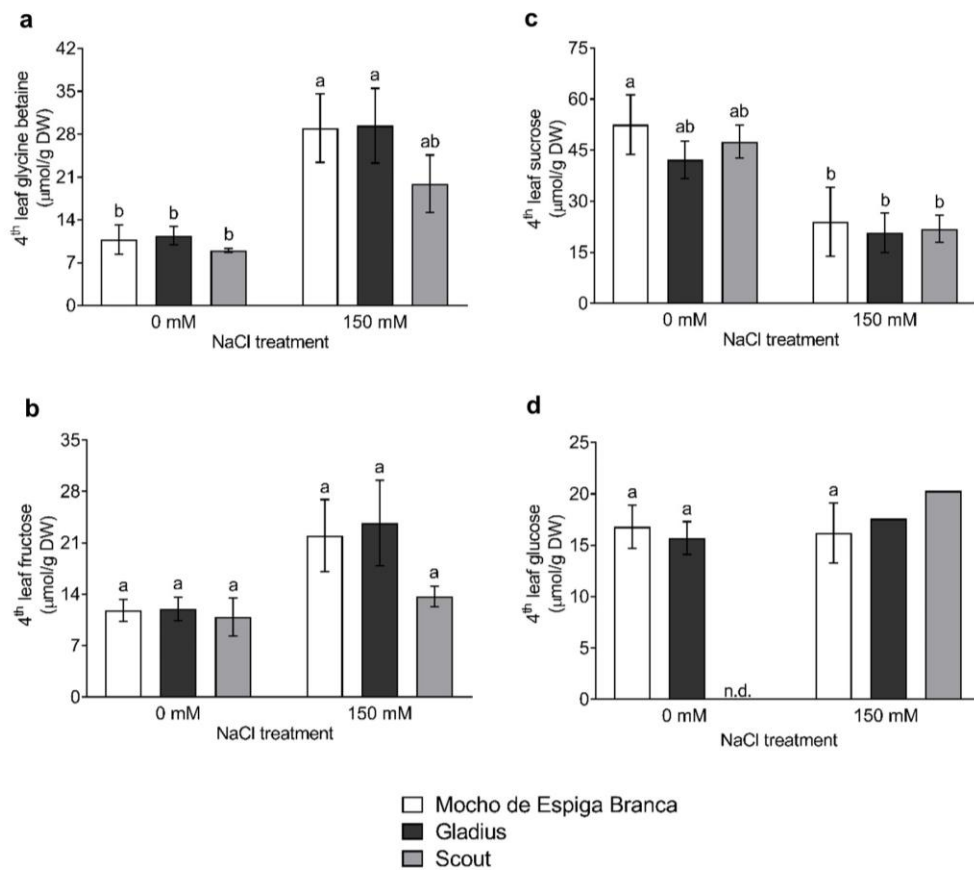 a
4th leaf glycine betaine
(µmol/g DW)
42
35
28
21
14
7
0
b
b
b
a
a
ab
0 mM
150 mM
NaCl treatment
c
4th leaf sucrose
(µmol/g DW)
75
60
45
30
15
0
a
ab
ab
b
b
b
0 mM
150 mM
NaCl treatment
b
4th leaf fructose
(µmol/g DW)
35
28
21
14
7
0
a
a
a
a
a
a
0 mM
150 mM
NaCl treatment
d
4th leaf glucose
(µmol/g DW)
25
20
15
10
5
0
a
a
n.d.
a
0 mM
150 mM
NaCl treatment
Mocho de Espiga Branca
Gladius
Scout